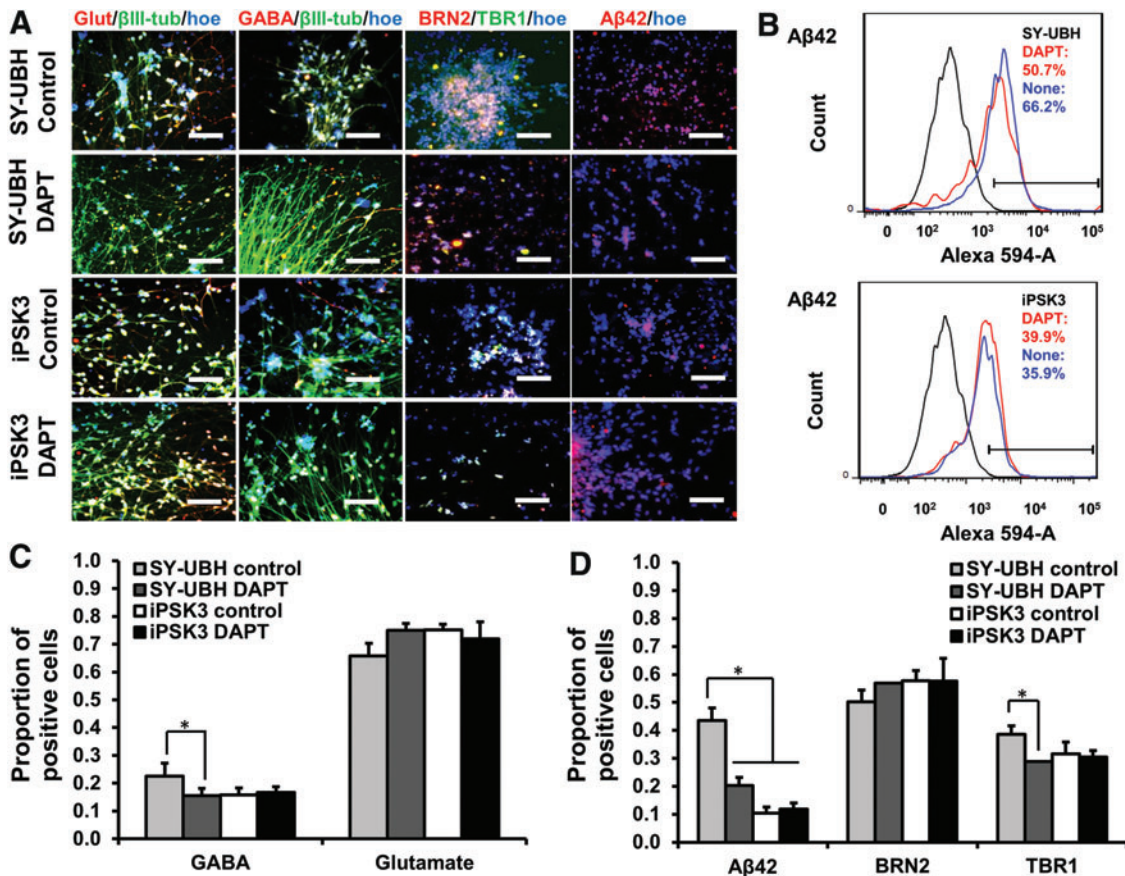 A
Glut/βIII-tub/hoe
GABA/βIII-tub/hoe
BRN2/TBR1/hoe
Aβ42/hoe
SY-UBH
Control
SY-UBH
DAPT
iPSK3
Control
iPSK3
DAPT
B
Aβ42
SY-UBH
DAPT:
50.7%
None:
66.2%
Count
0
0 10² 10³ 10⁴ 10⁵
Alexa 594-A
Aβ42
iPSK3
DAPT:
39.9%
None:
35.9%
Count
0
0 10² 10³ 10⁴ 10⁵
Alexa 594-A
C
Proportion of
positive cells
1.0
0.9
0.8
0.7
0.6
0.5
0.4
0.3
0.2
0.1
0.0
SY-UBH control
SY-UBH DAPT
iPSK3 control
iPSK3 DAPT
*
GABA
Glutamate
D
Proportion of
positive cells
1.0
0.9
0.8
0.7
0.6
0.5
0.4
0.3
0.2
0.1
0.0
SY-UBH control
SY-UBH DAPT
iPSK3 control
iPSK3 DAPT
*
*
Aβ42
BRN2
TBR1